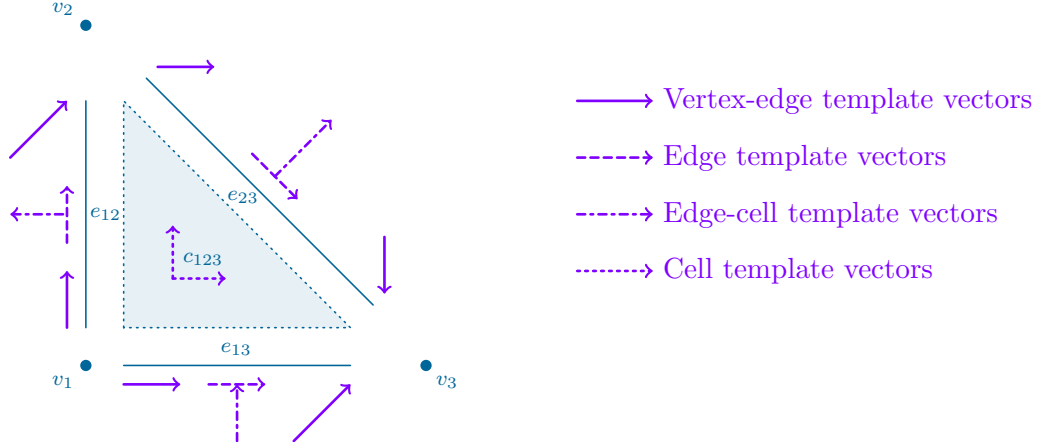 v₂
Vertex-edge template vectors
Edge template vectors
e₂₃
e₁₂
Edge-cell template vectors
c₁₂₃
Cell template vectors
e₁₃
v₁
v₃